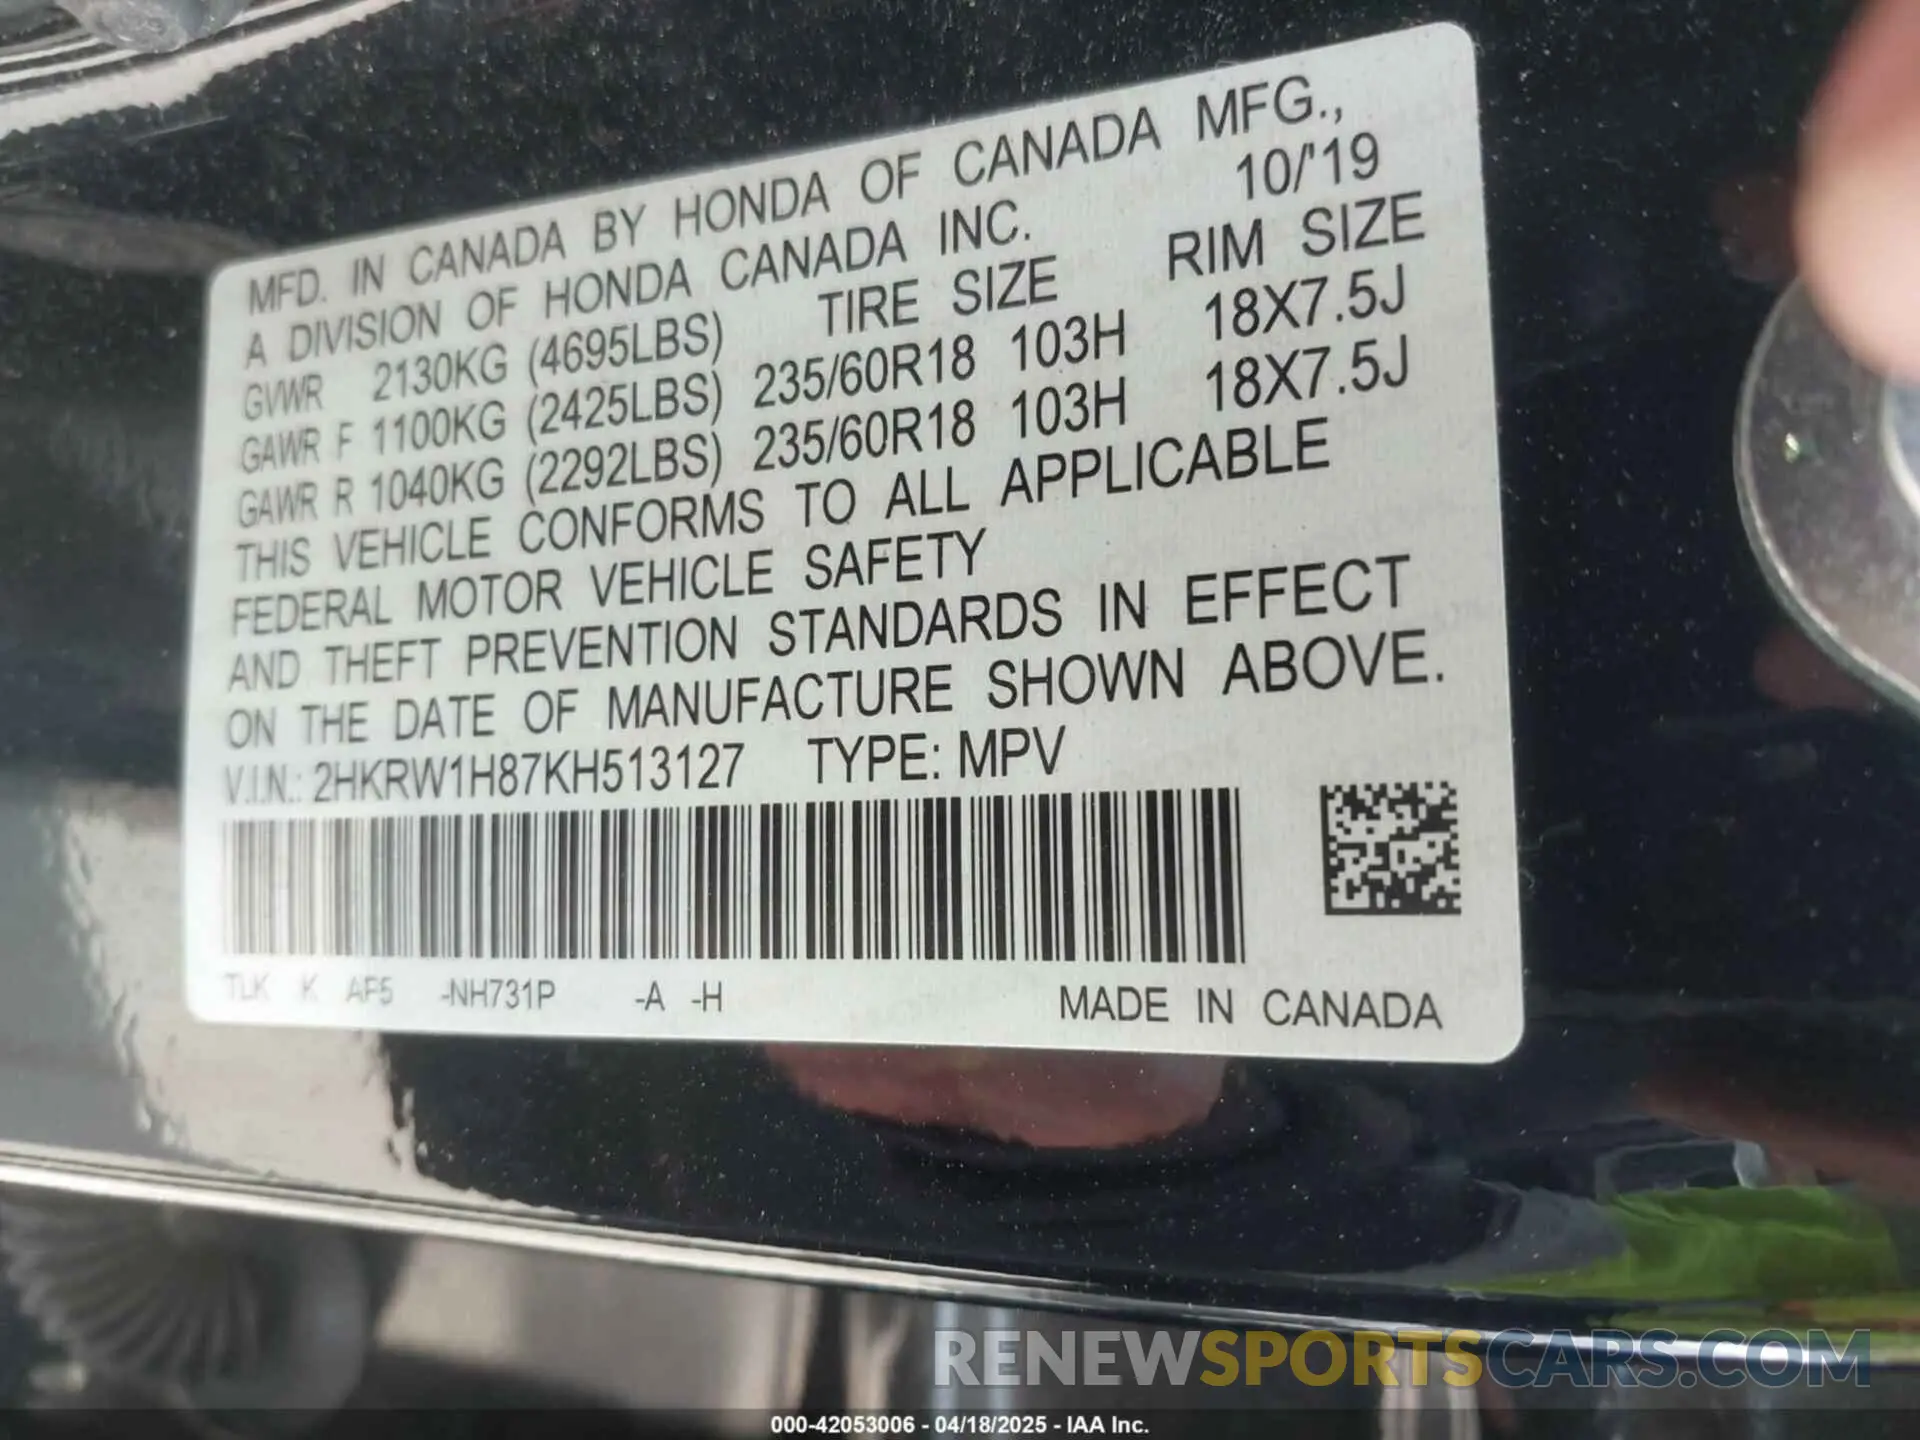 MFD. IN CANADA BY HONDA OF CANADA MFG.,
A DIVISION OF HONDA CANADA INC. 10/'19
GVWR 2130KG (4695LBS) TIRE SIZE RIM SIZE
GAWR F 1100KG (2425LBS) 235/60R18 103H 18X7.5J
GAWR R 1040KG (2292LBS) 235/60R18 103H 18X7.5J
THIS VEHICLE CONFORMS TO ALL APPLICABLE
FEDERAL MOTOR VEHICLE SAFETY
AND THEFT PREVENTION STANDARDS IN EFFECT
ON THE DATE OF MANUFACTURE SHOWN ABOVE.
V.I.N.: 2HKRW1H87KH513127 TYPE: MPV
TLK K AF5 -NH731P -A -H MADE IN CANADA
RENEWSPORTSCARS.COM
000-42053006 - 04/18/2025 - IAA Inc.